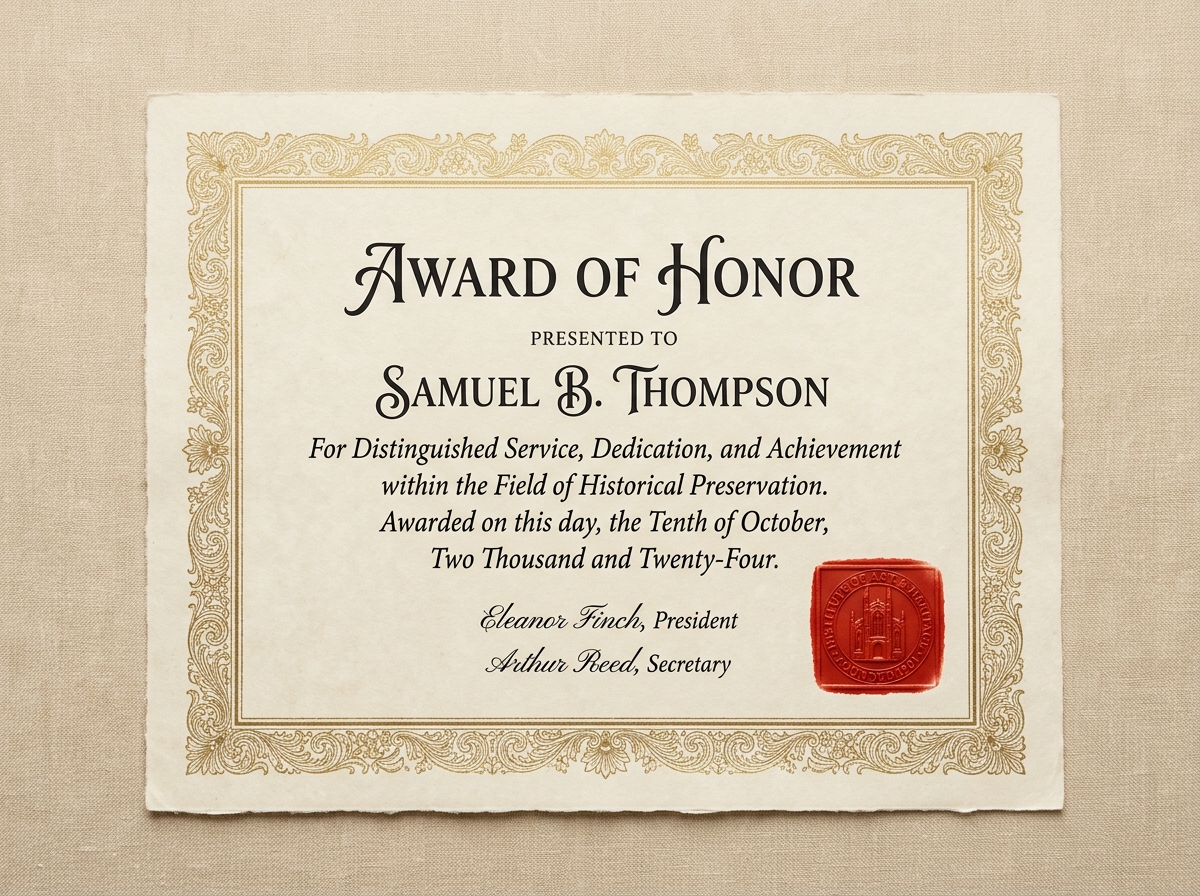 AWARD OF HONOR
PRESENTED TO
SAMUEL B. THOMPSON
For Distinguished Service, Dedication, and Achievement
within the Field of Historical Preservation.
Awarded on this day, the Tenth of October,
Two Thousand and Twenty-Four.
Eleanor Finch, President
Arthur Reed, Secretary